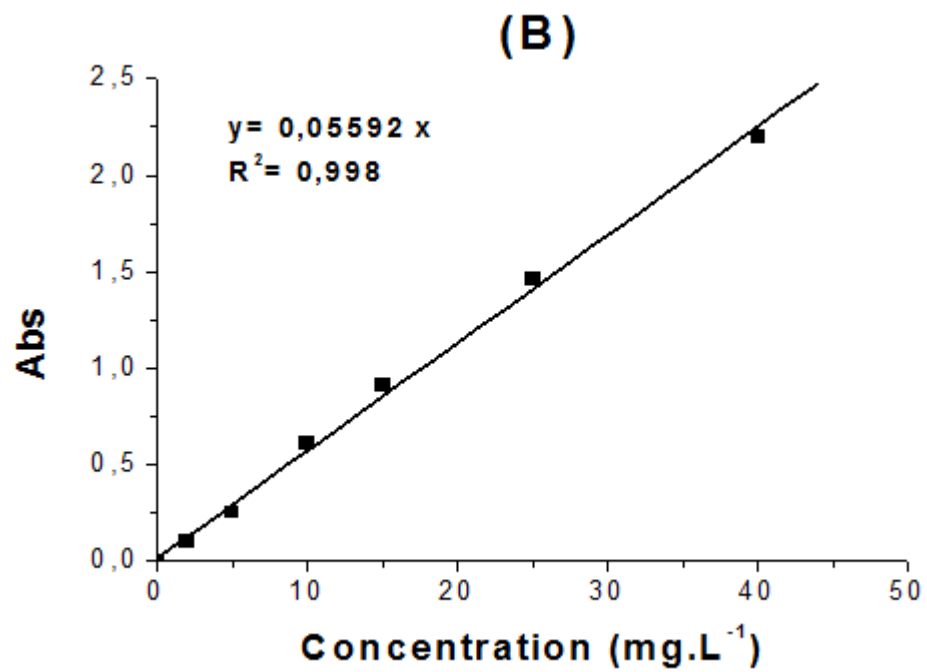 (B)
y= 0,05592 x
R²= 0,998
2,5
2,0
1,5
1,0
0,5
0,0
Abs
0 10 20 30 40 50
Concentration (mg.L⁻¹)